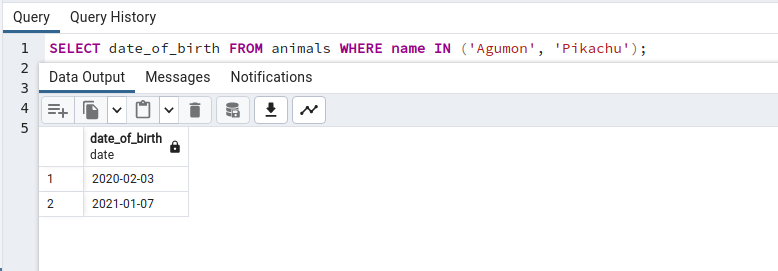 Query Query History
1 SELECT date_of_birth FROM animals WHERE name IN ('Agumon', 'Pikachu');
2
3
4
5
Data Output Messages Notifications
date_of_birth
date
1 2020-02-03
2 2021-01-07